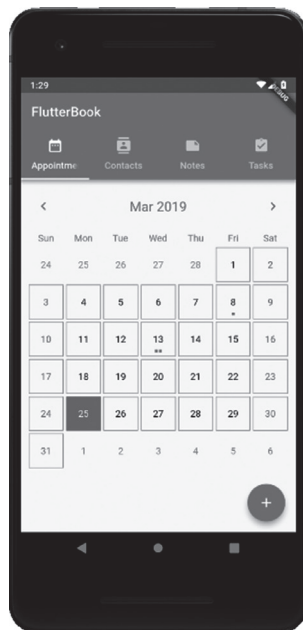 1:29
DEBUG
FlutterBook
Appointme Contacts Notes Tasks
< Mar 2019 >
Sun Mon Tue Wed Thu Fri Sat
24 25 26 27 28 1 2
3 4 5 6 7 8 9
10 11 12 13 14 15 16
17 18 19 20 21 22 23
24 25 26 27 28 29 30
31 1 2 3 4 5 6
+